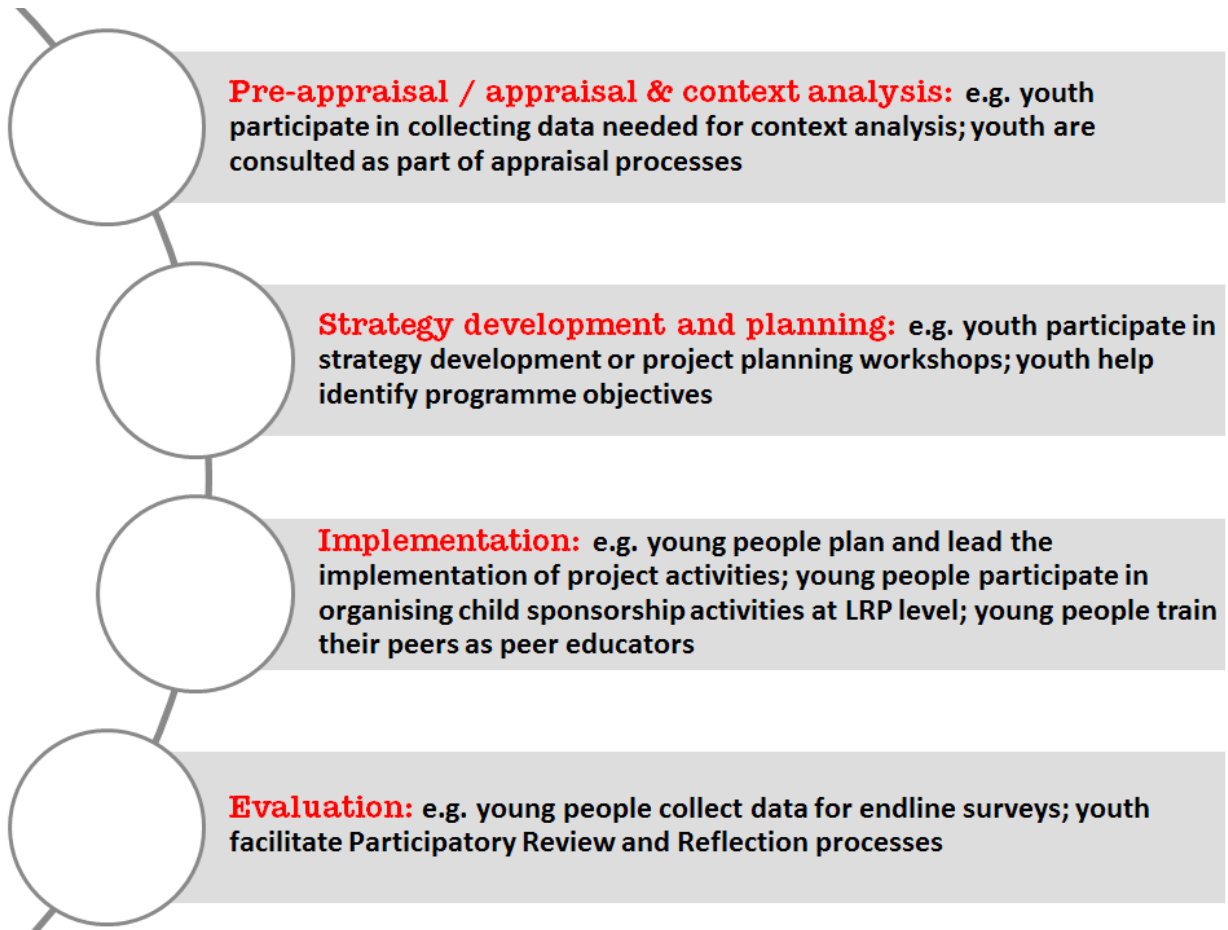 Pre-appraisal / appraisal & context analysis: e.g. youth
participate in collecting data needed for context analysis; youth are
consulted as part of appraisal processes
Strategy development and planning: e.g. youth participate in
strategy development or project planning workshops; youth help
identify programme objectives
Implementation: e.g. young people plan and lead the
implementation of project activities; young people participate in
organising child sponsorship activities at LRP level; young people train
their peers as peer educators
Evaluation: e.g. young people collect data for endline surveys; youth
facilitate Participatory Review and Reflection processes